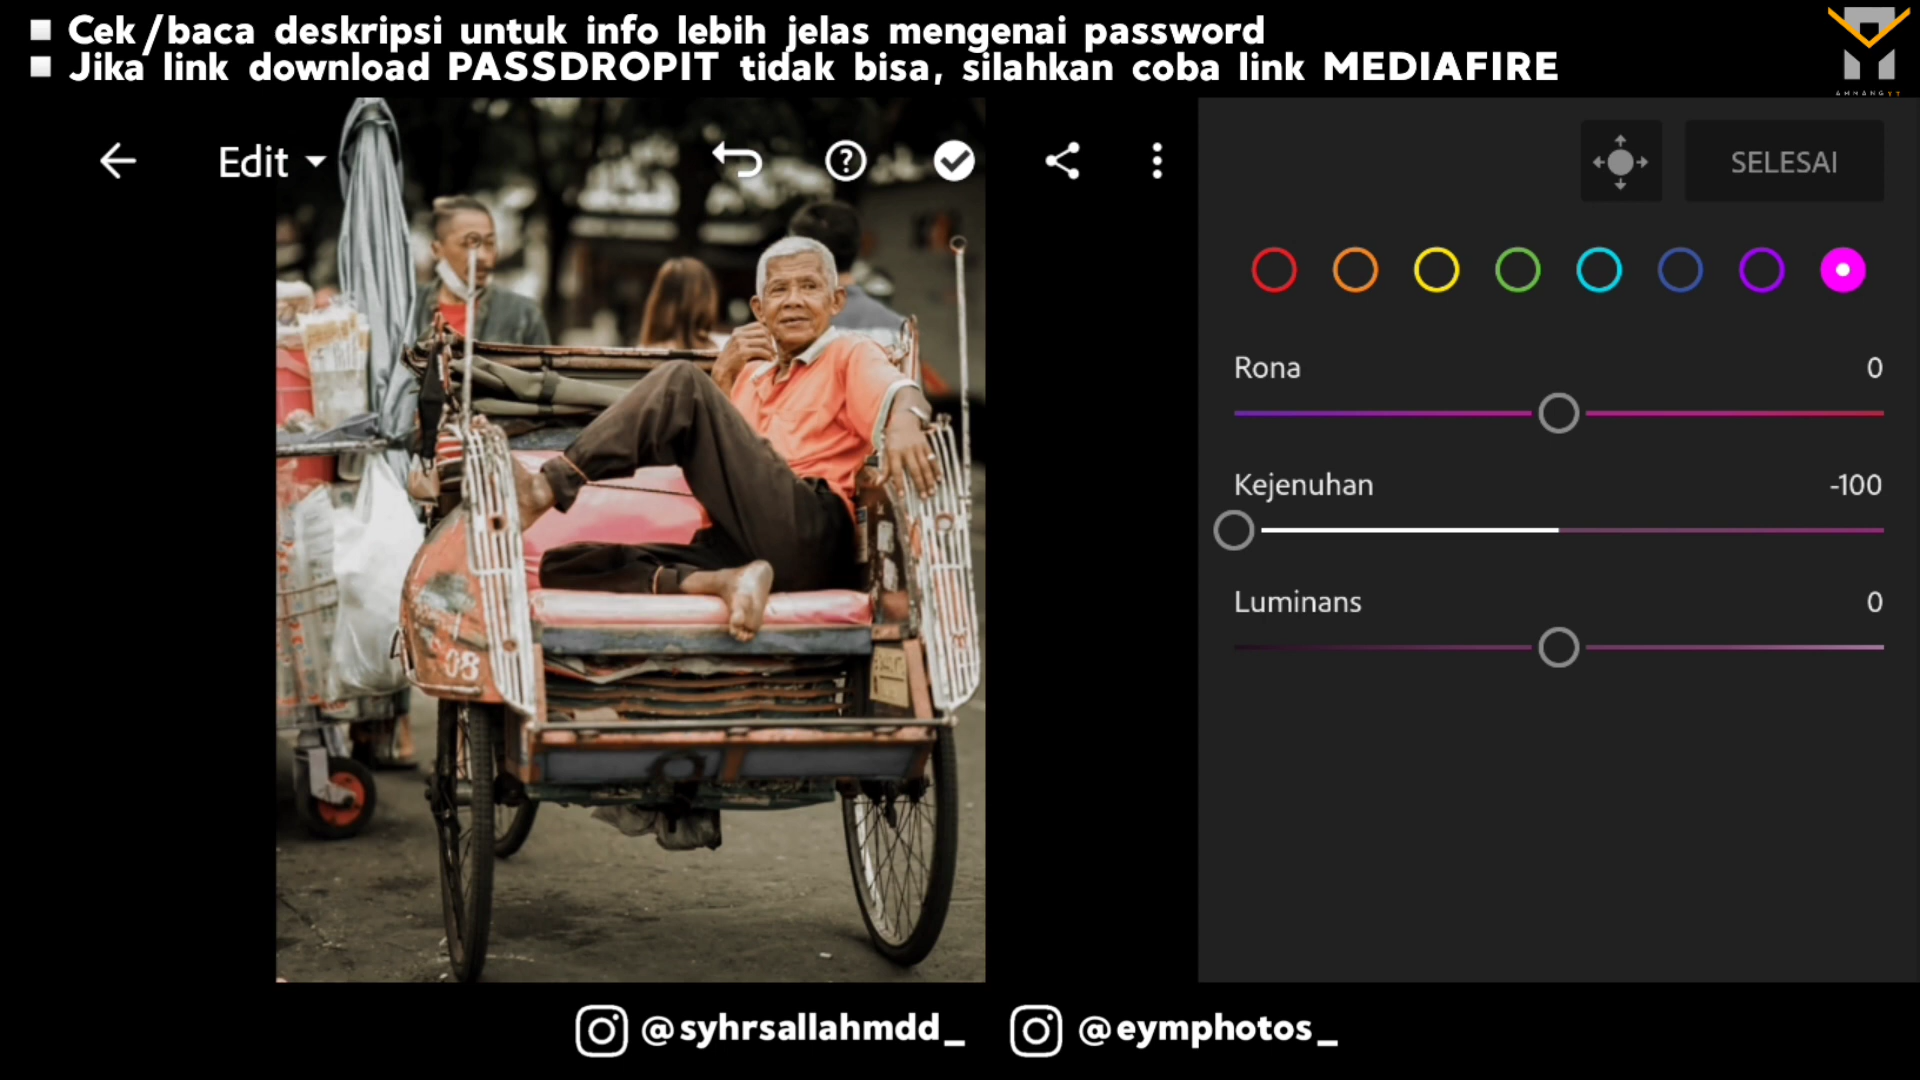 Cek/baca deskripsi untuk info lebih jelas mengenai password
Jika link download PASSDROPIT tidak bisa, silahkan coba link MEDIAFIRE
AHHANGYT
Edit
SELESAI
Rona 0
Kejenuhan -100
Luminans 0
08
@syhrsallahmdd_ @eymphotos_